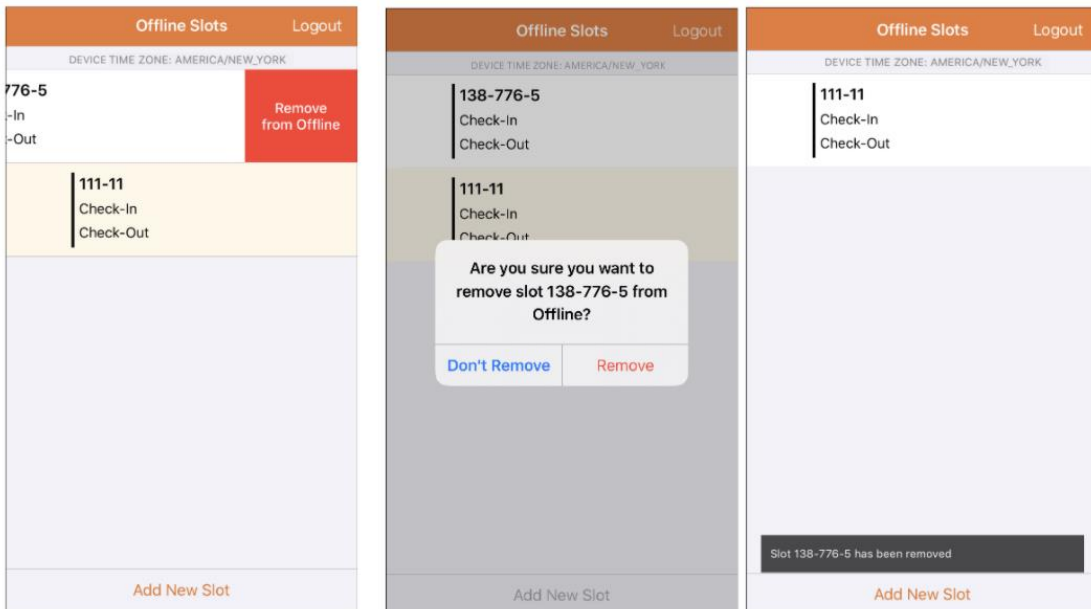 Offline Slots Logout
DEVICE TIME ZONE: AMERICA/NEW_YORK
776-5
-In
-Out
Remove
from Offline
111-11
Check-In
Check-Out
Add New Slot
Offline Slots Logout
DEVICE TIME ZONE: AMERICA/NEW_YORK
138-776-5
Check-In
Check-Out
111-11
Check-In
Check-Out
Are you sure you want to
remove slot 138-776-5 from
Offline?
Don't Remove Remove
Add New Slot
Offline Slots Logout
DEVICE TIME ZONE: AMERICA/NEW_YORK
111-11
Check-In
Check-Out
Slot 138-776-5 has been removed
Add New Slot